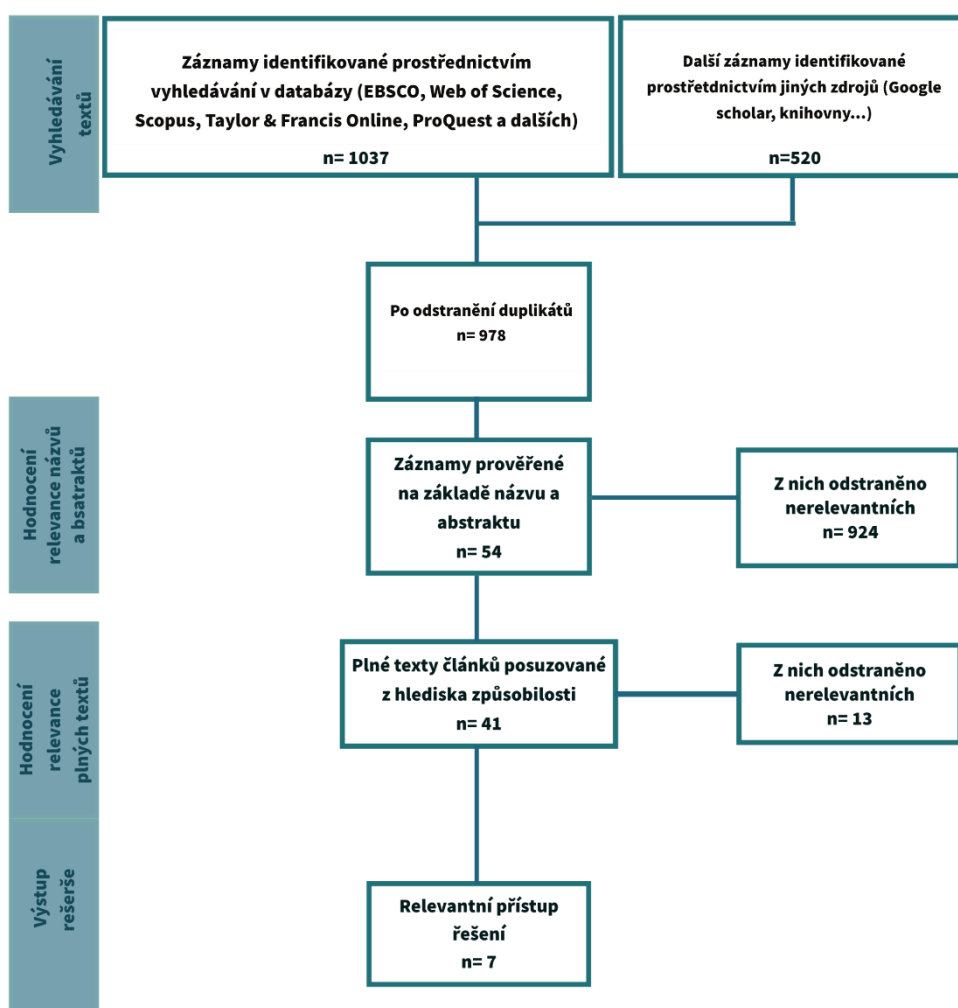 Vyhledávání
textů
Záznamy identifikované prostřednictvím
vyhledávání v databázy (EBSCO, Web of Science,
Scopus, Taylor & Francis Online, ProQuest a dalších)
n= 1037
Další záznamy identifikované
prostřetdnictvím jiných zdrojů (Google
scholar, knihovny...)
n=520
Po odstranění duplikátů
n= 978
Hodnocení
relevance názvů
a bsatraktů
Záznamy prověřené
na základě názvu a
abstraktu
n= 54
Z nich odstraněno
nerelevantních
n= 924
Hodnocení
relevance
plných textů
Plné texty článků posuzované
z hlediska způsobilosti
n= 41
Z nich odstraněno
nerelevantních
n= 13
Výstup
rešerše
Relevantní přístup
řešení
n= 7